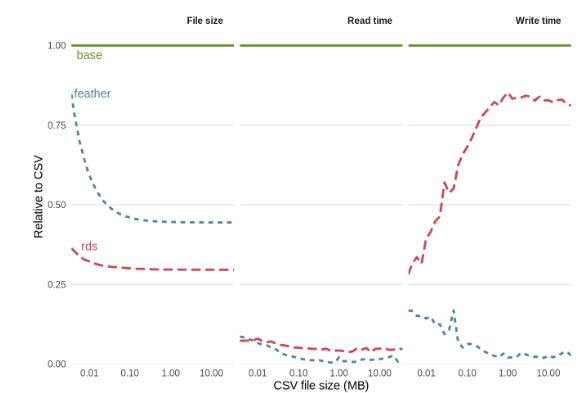 File size
Read time
Write time
Relative to CSV
1.00
0.75
0.50
0.25
0.00
base
feather
rds
0.01 0.10 1.00 10.00
0.01 0.10 1.00 10.00
0.01 0.10 1.00 10.00
CSV file size (MB)